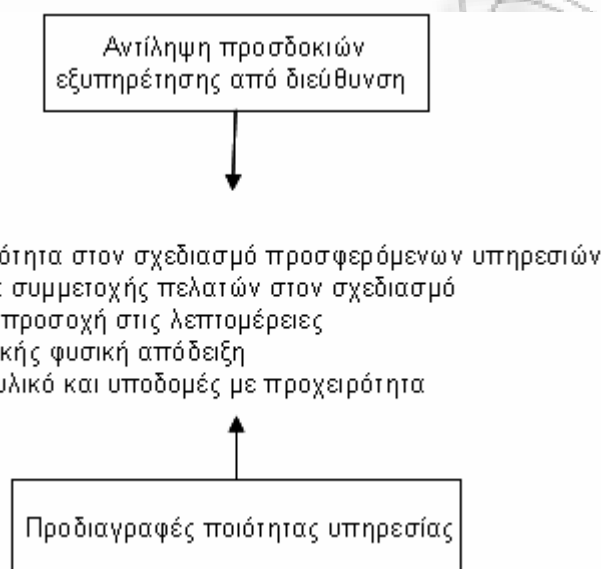 Αντίληψη προσδοκιών
εξυπηρέτησης από διεύθυνση
στον σχεδιασμό προσφερόμενων υπηρεσιών
συμμετοχής πελατών στον σχεδιασμό
προσοχή στις λεπτομέρειες
φυσική απόδειξη
και υποδομές με προχειρότητα
Προδιαγραφές ποιότητας υπηρεσίας